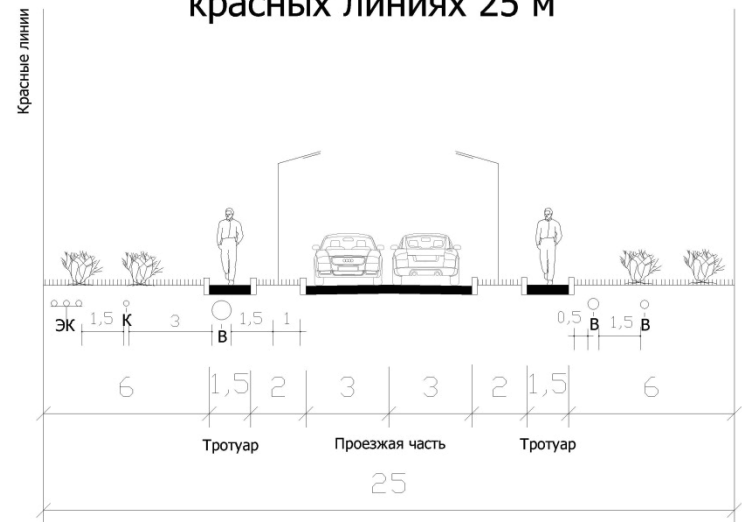 красных линиях 25 м
Красные линии
ЭК 1,5 К 3 В 1,5 1 0,5 В 1,5 В
6 1,5 2 3 3 2 1,5 6
Тротуар Проезжая часть Тротуар
25